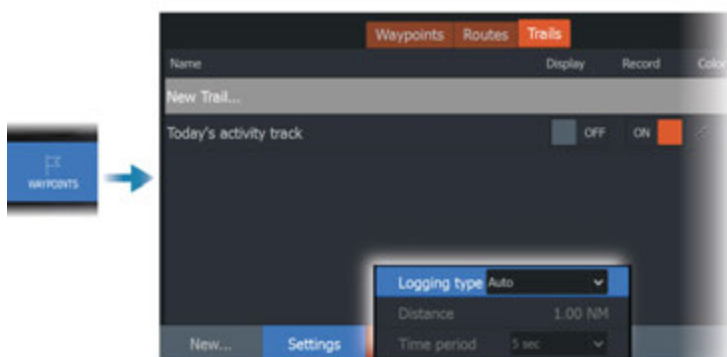 Waypoints Routes Trails
Name Display Record Color
New Trail...
Today's activity track OFF ON
WAYPOINTS
Logging type Auto
Distance 1.00 NM
New... Settings Time period 5 sec